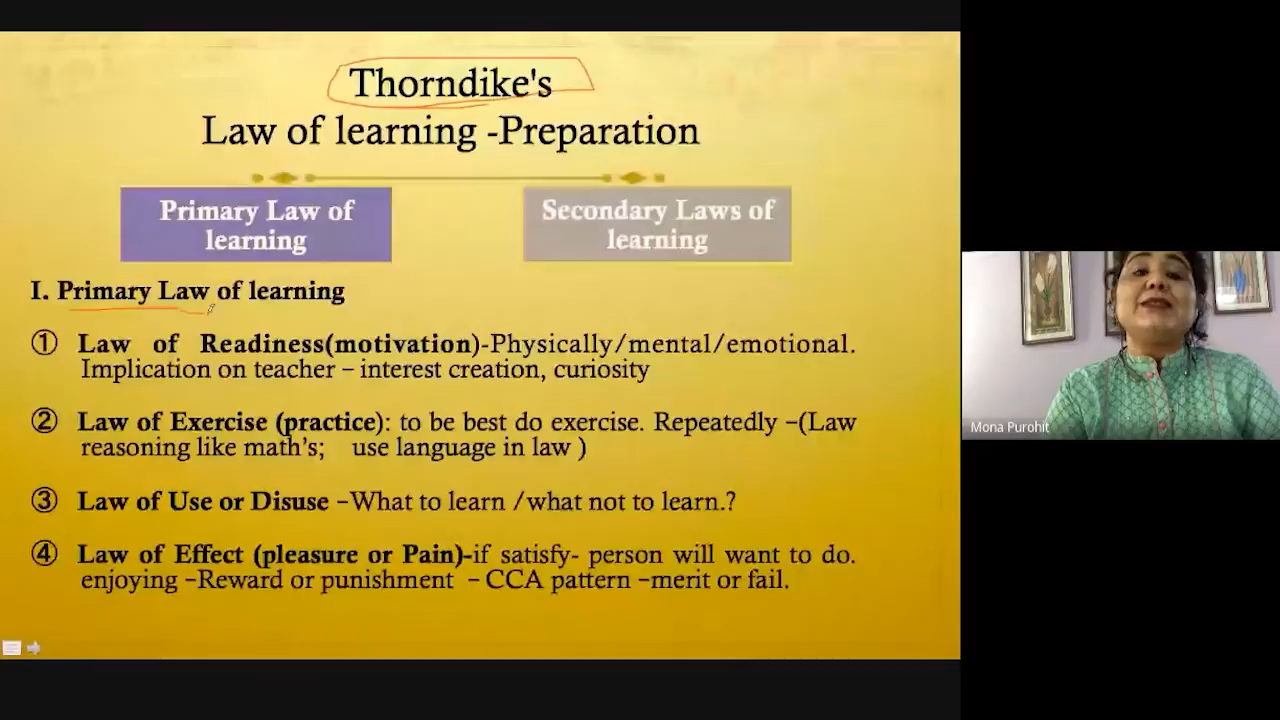 Thorndike's
Law of learning -Preparation
Primary Law of
learning
Secondary Laws of
learning
I. Primary Law of learning
① Law of Readiness(motivation)-Physically/mental/emotional.
Implication on teacher – interest creation, curiosity
② Law of Exercise (practice): to be best do exercise. Repeatedly –(Law
reasoning like math's; use language in law )
③ Law of Use or Disuse –What to learn /what not to learn.?
④ Law of Effect (pleasure or Pain)-if satisfy- person will want to do.
enjoying –Reward or punishment – CCA pattern –merit or fail.
Mona Purohit